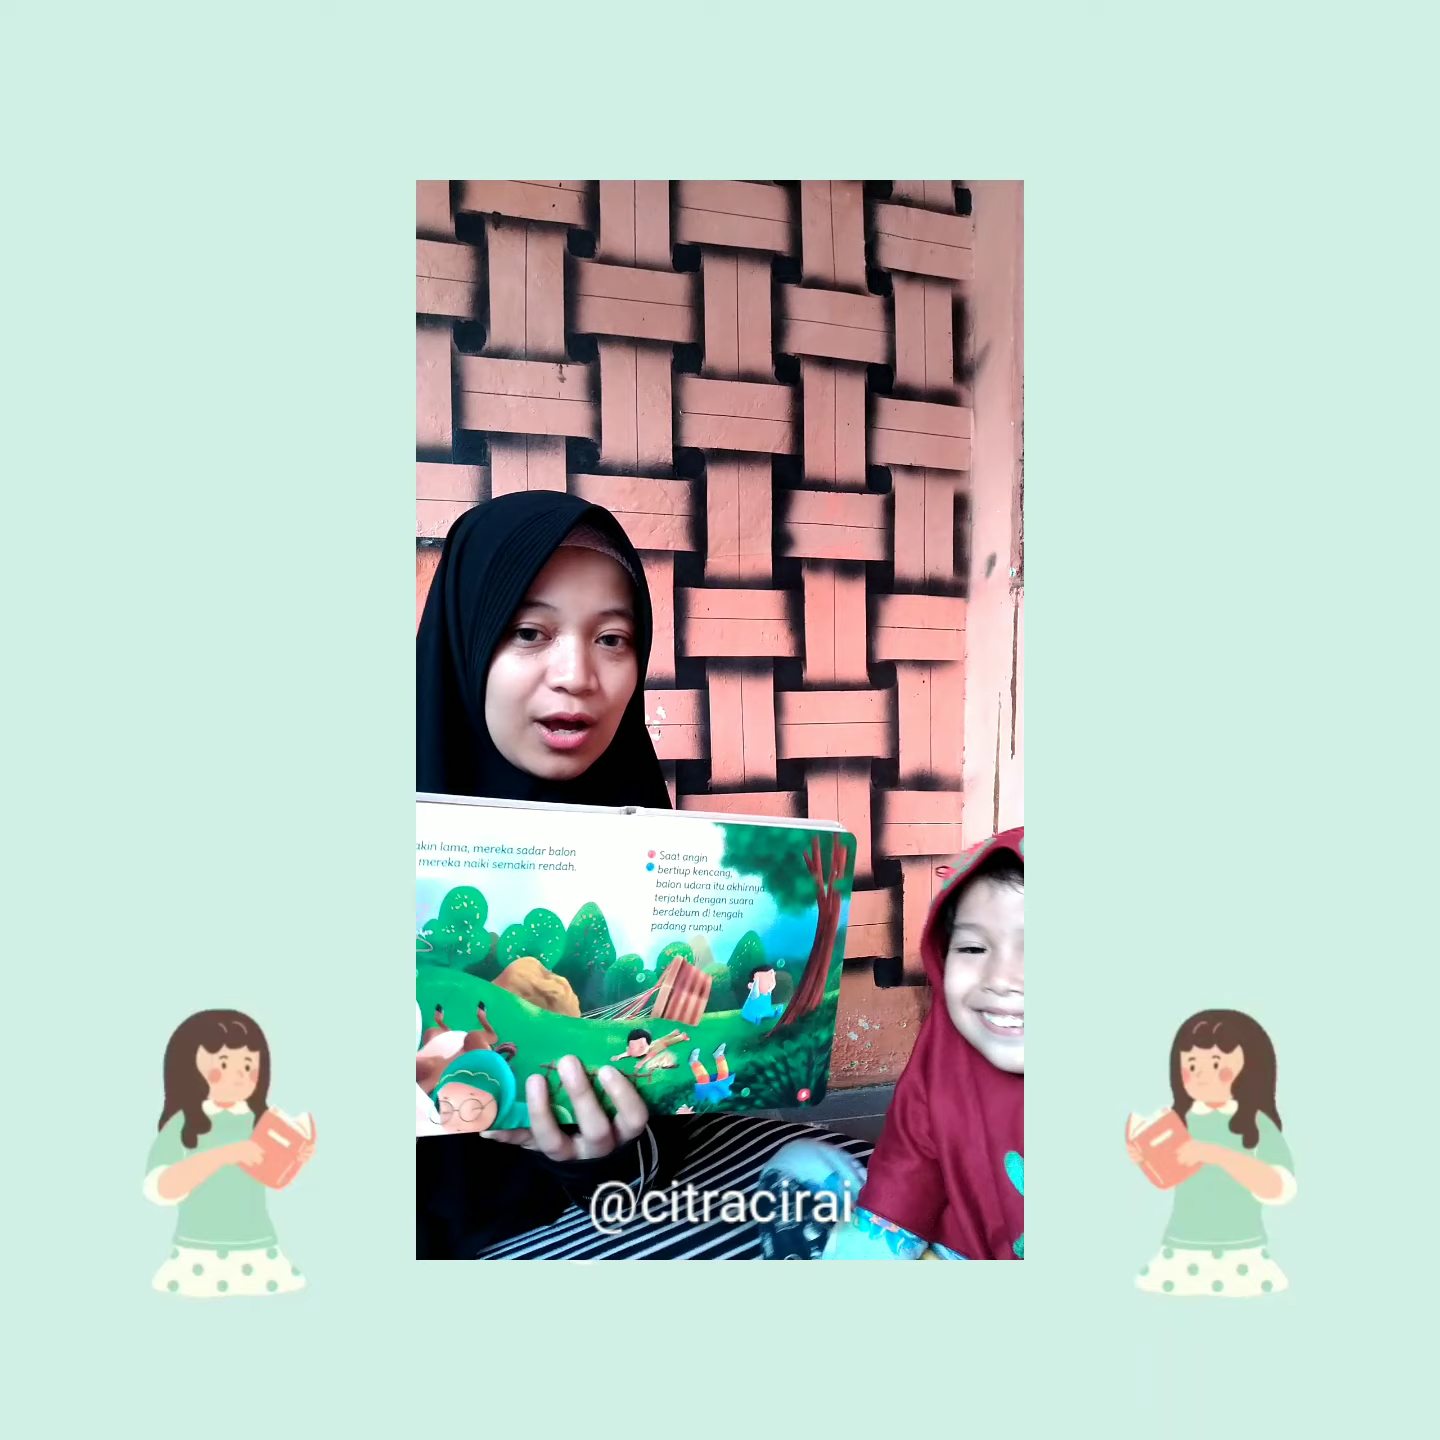 akin lama, mereka sadar balon
mereka naiki semakin rendah.
Saat angin
bertiup kencang,
balon udara itu akhirnya
terjatuh dengan suara
berdebum di tengah
padang rumput.
@citracirai